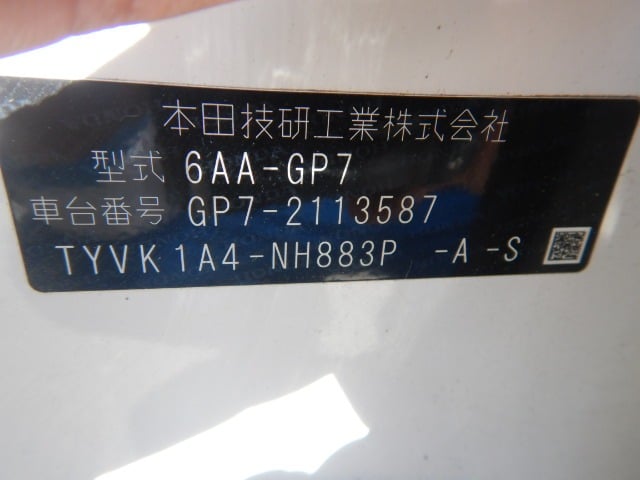 本田技研工業株式会社
型式 6AA-GP7
車台番号 GP7-2113587
TYVK1A4-NH883P -A-S